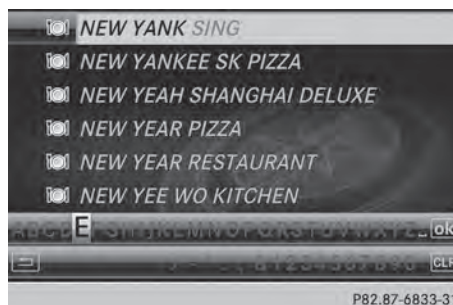 NEW YANK SING
NEW YANKEE SK PIZZA
NEW YEAH SHANGHAI DELUXE
NEW YEAR PIZZA
NEW YEAR RESTAURANT
NEW YEE WO KITCHEN
E ok
CLR
P82.87-6833-31